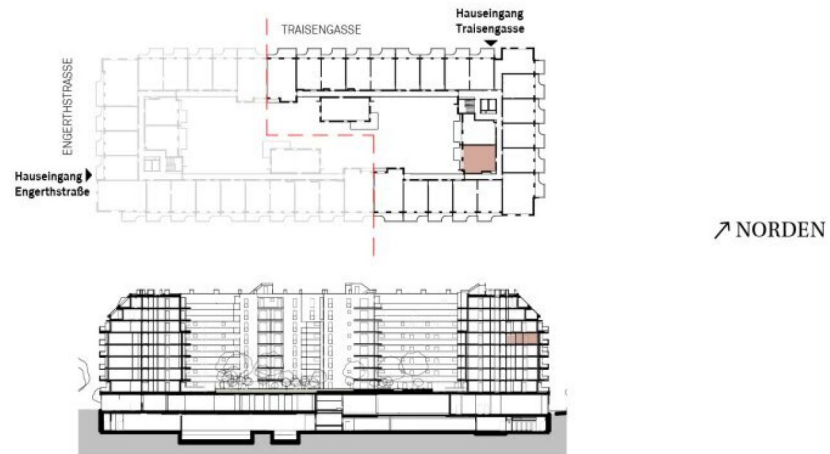 Hauseingang
Traisengasse
TRAISENGASSE
ENGERTHSTRASSE
Hauseingang
Engerthstraße
↗ NORDEN